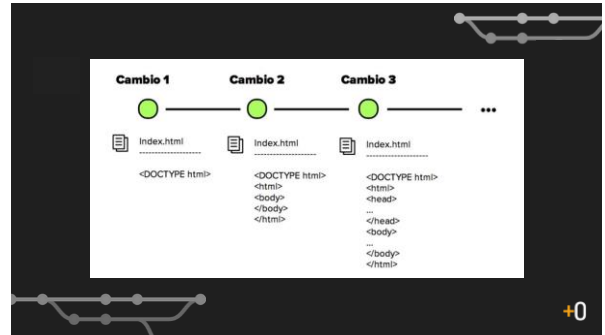 Cambio 1
Cambio 2
Cambio 3
...
Index.html
--------------------
<DOCTYPE html>
Index.html
--------------------
<DOCTYPE html>
<html>
<body>
</body>
</html>
Index.html
--------------------
<DOCTYPE html>
<html>
<head>
...
</head>
<body>
...
</body>
</html>
+0